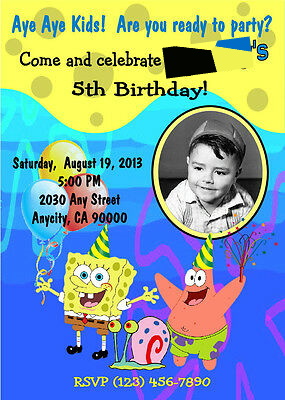 Aye Aye Kids! Are you ready to party?
Come and celebrate 's
5th Birthday!
Saturday, August 19, 2013
5:00 PM
2030 Any Street
Anycity, CA 90000
RSVP (123) 456-7890